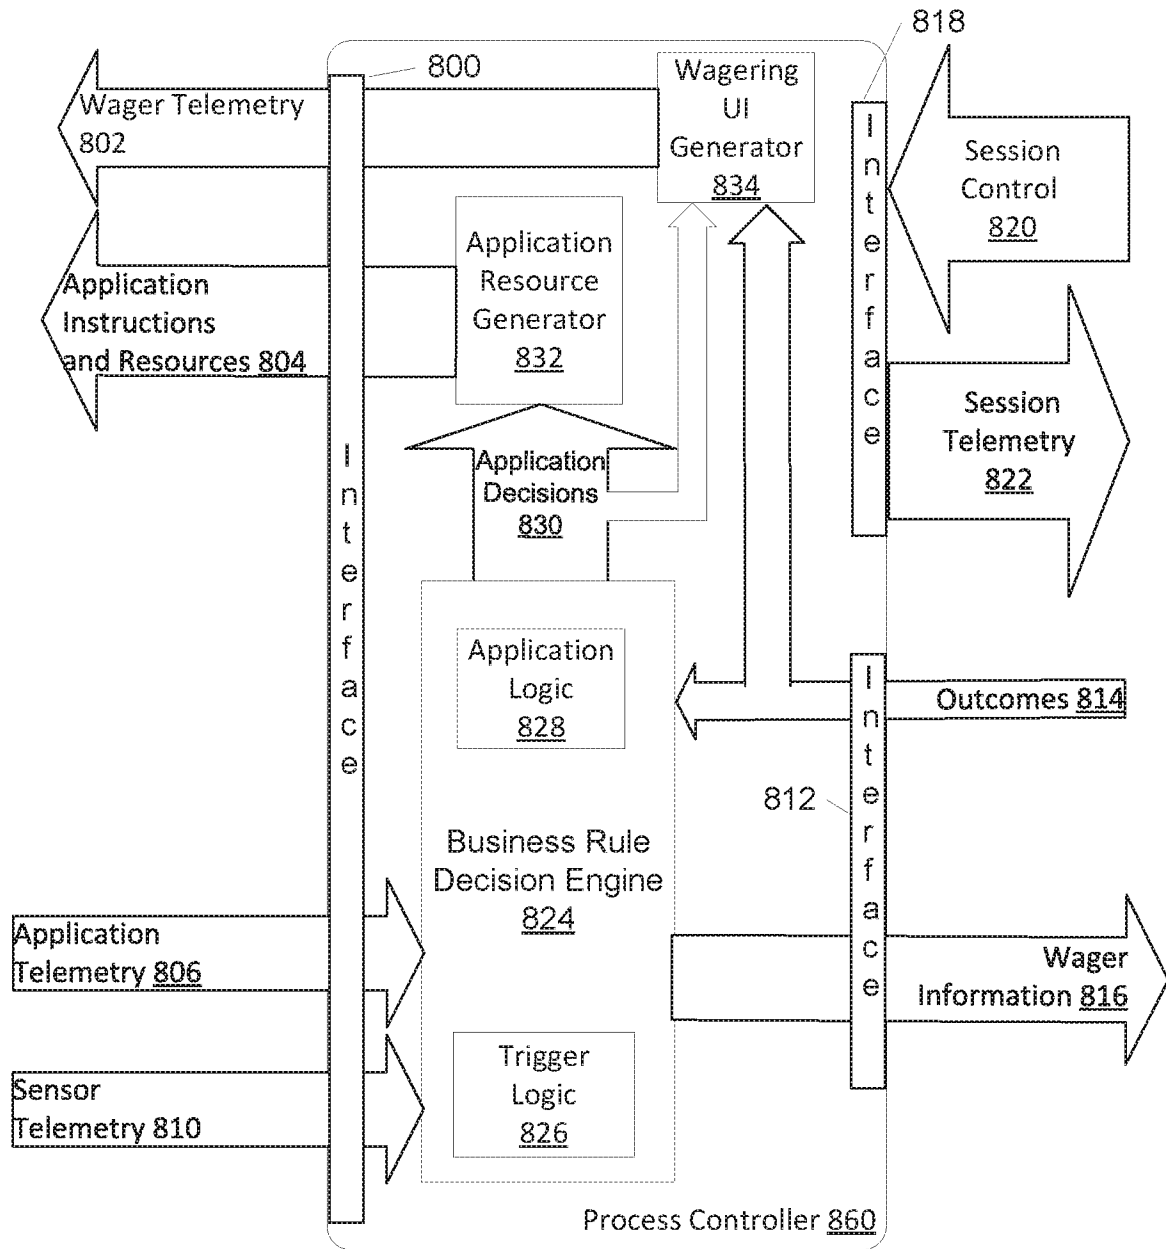 818
800
Wagering
UI
Generator
834
Wager Telemetry
802
Interface
Session
Control
820
Application
Resource
Generator
832
Application
Instructions
and Resources 804
Session
Telemetry
822
Application
Decisions
830
Interface
Application
Logic
828
Interface
Outcomes 814
812
Business Rule
Decision Engine
824
Application
Telemetry 806
Wager
Information 816
Trigger
Logic
826
Sensor
Telemetry 810
Process Controller 860